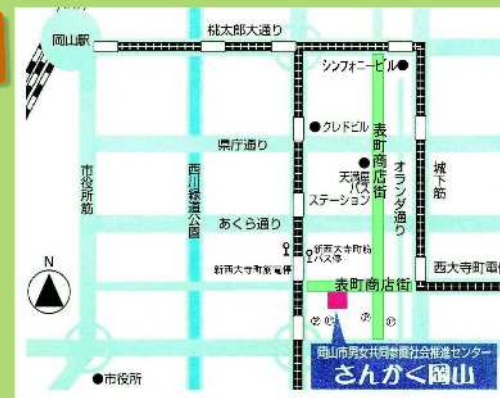 岡山駅
桃太郎大通り
シンフォニービル
クレドビル
県庁通り
表町商店街
天満屋
バス
ステーション
オランダ通り
城下筋
市役所筋
西川緑道公園
あくら通り
新西大寺町筋
バス停
新西大寺町筋電停
西大寺町電停
表町商店街
N
市役所
岡山市男女共同参画社会推進センター
さんかく岡山